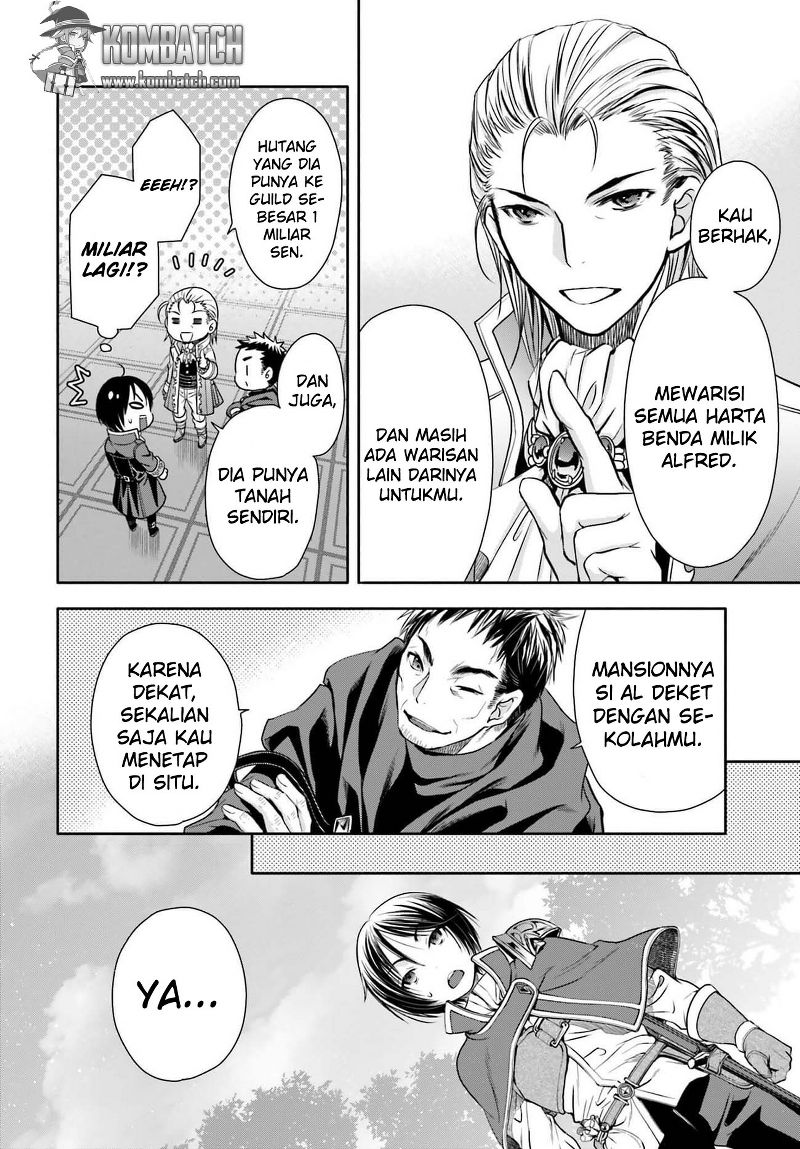 KOMBATCH
www.kombatch.com
KAU
BERHAK,
MEWARISI
SEMUA HARTA
BENDA MILIK
ALFRED.
DAN MASIH
ADA WARISAN
LAIN DARINYA
UNTUKMU.
HUTANG
YANG DIA
PUNYA KE
GUILD SE-
BESAR 1
MILIAR
SEN.
EEEH!?
MILIAR
LAGI!?
DAN
JUGA,
DIA PUNYA
TANAH
SENDIRI.
MANSIONNYA
SI AL DEKET
DENGAN SE-
KOLAHMU.
KARENA
DEKAT,
SEKALIAN
SAJA KAU
MENETAP
DI SITU.
YA...